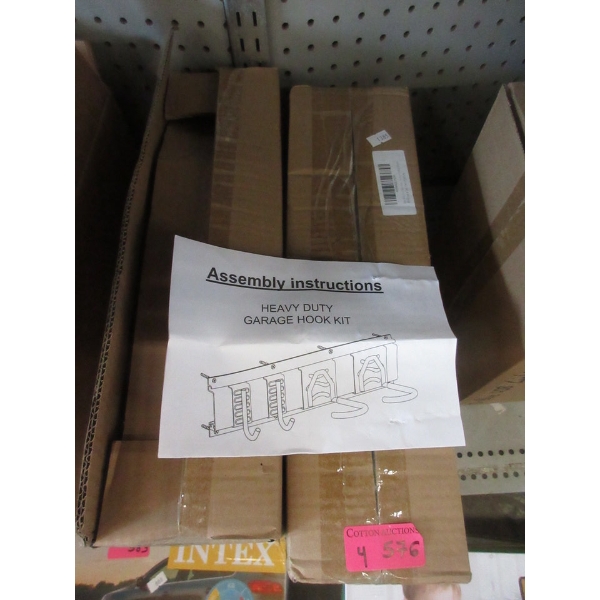 Assembly instructions
HEAVY DUTY
GARAGE HOOK KIT
COTTON AUCTIONS
4 576
INTEX